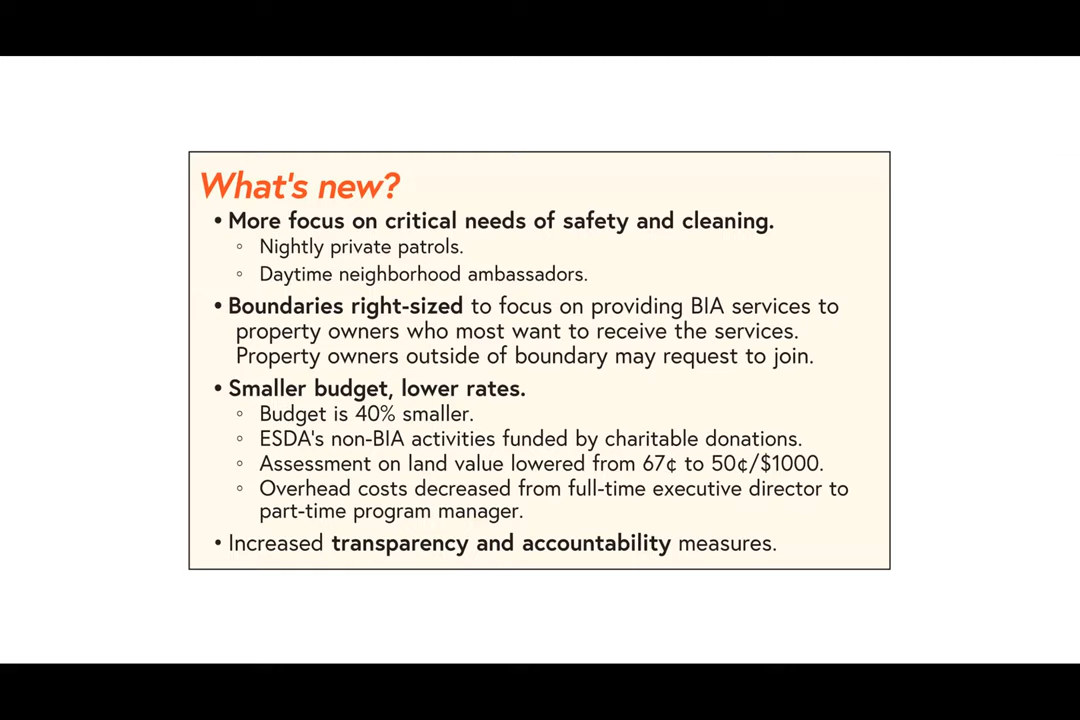 What's new?
• More focus on critical needs of safety and cleaning.
◦ Nightly private patrols.
◦ Daytime neighborhood ambassadors.
• Boundaries right-sized to focus on providing BIA services to
property owners who most want to receive the services.
Property owners outside of boundary may request to join.
• Smaller budget, lower rates.
◦ Budget is 40% smaller.
◦ ESDA's non-BIA activities funded by charitable donations.
◦ Assessment on land value lowered from 67¢ to 50¢/$1000.
◦ Overhead costs decreased from full-time executive director to
part-time program manager.
• Increased transparency and accountability measures.